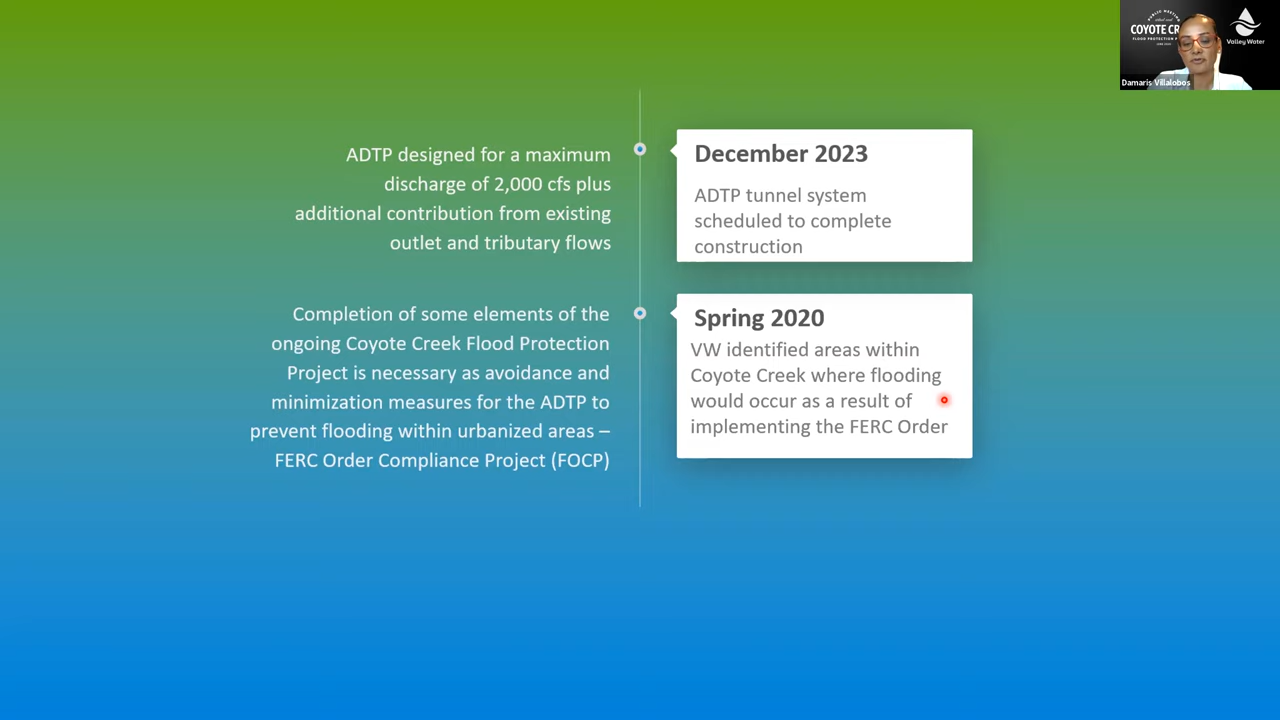 PUBLIC MEETING
COYOTE CR
FLOOD PROTECTION P
Valley Water
Damaris Villalobos
ADTP designed for a maximum
discharge of 2,000 cfs plus
additional contribution from existing
outlet and tributary flows
December 2023
ADTP tunnel system
scheduled to complete
construction
Completion of some elements of the
ongoing Coyote Creek Flood Protection
Project is necessary as avoidance and
minimization measures for the ADTP to
prevent flooding within urbanized areas –
FERC Order Compliance Project (FOCP)
Spring 2020
VW identified areas within
Coyote Creek where flooding
would occur as a result of
implementing the FERC Order